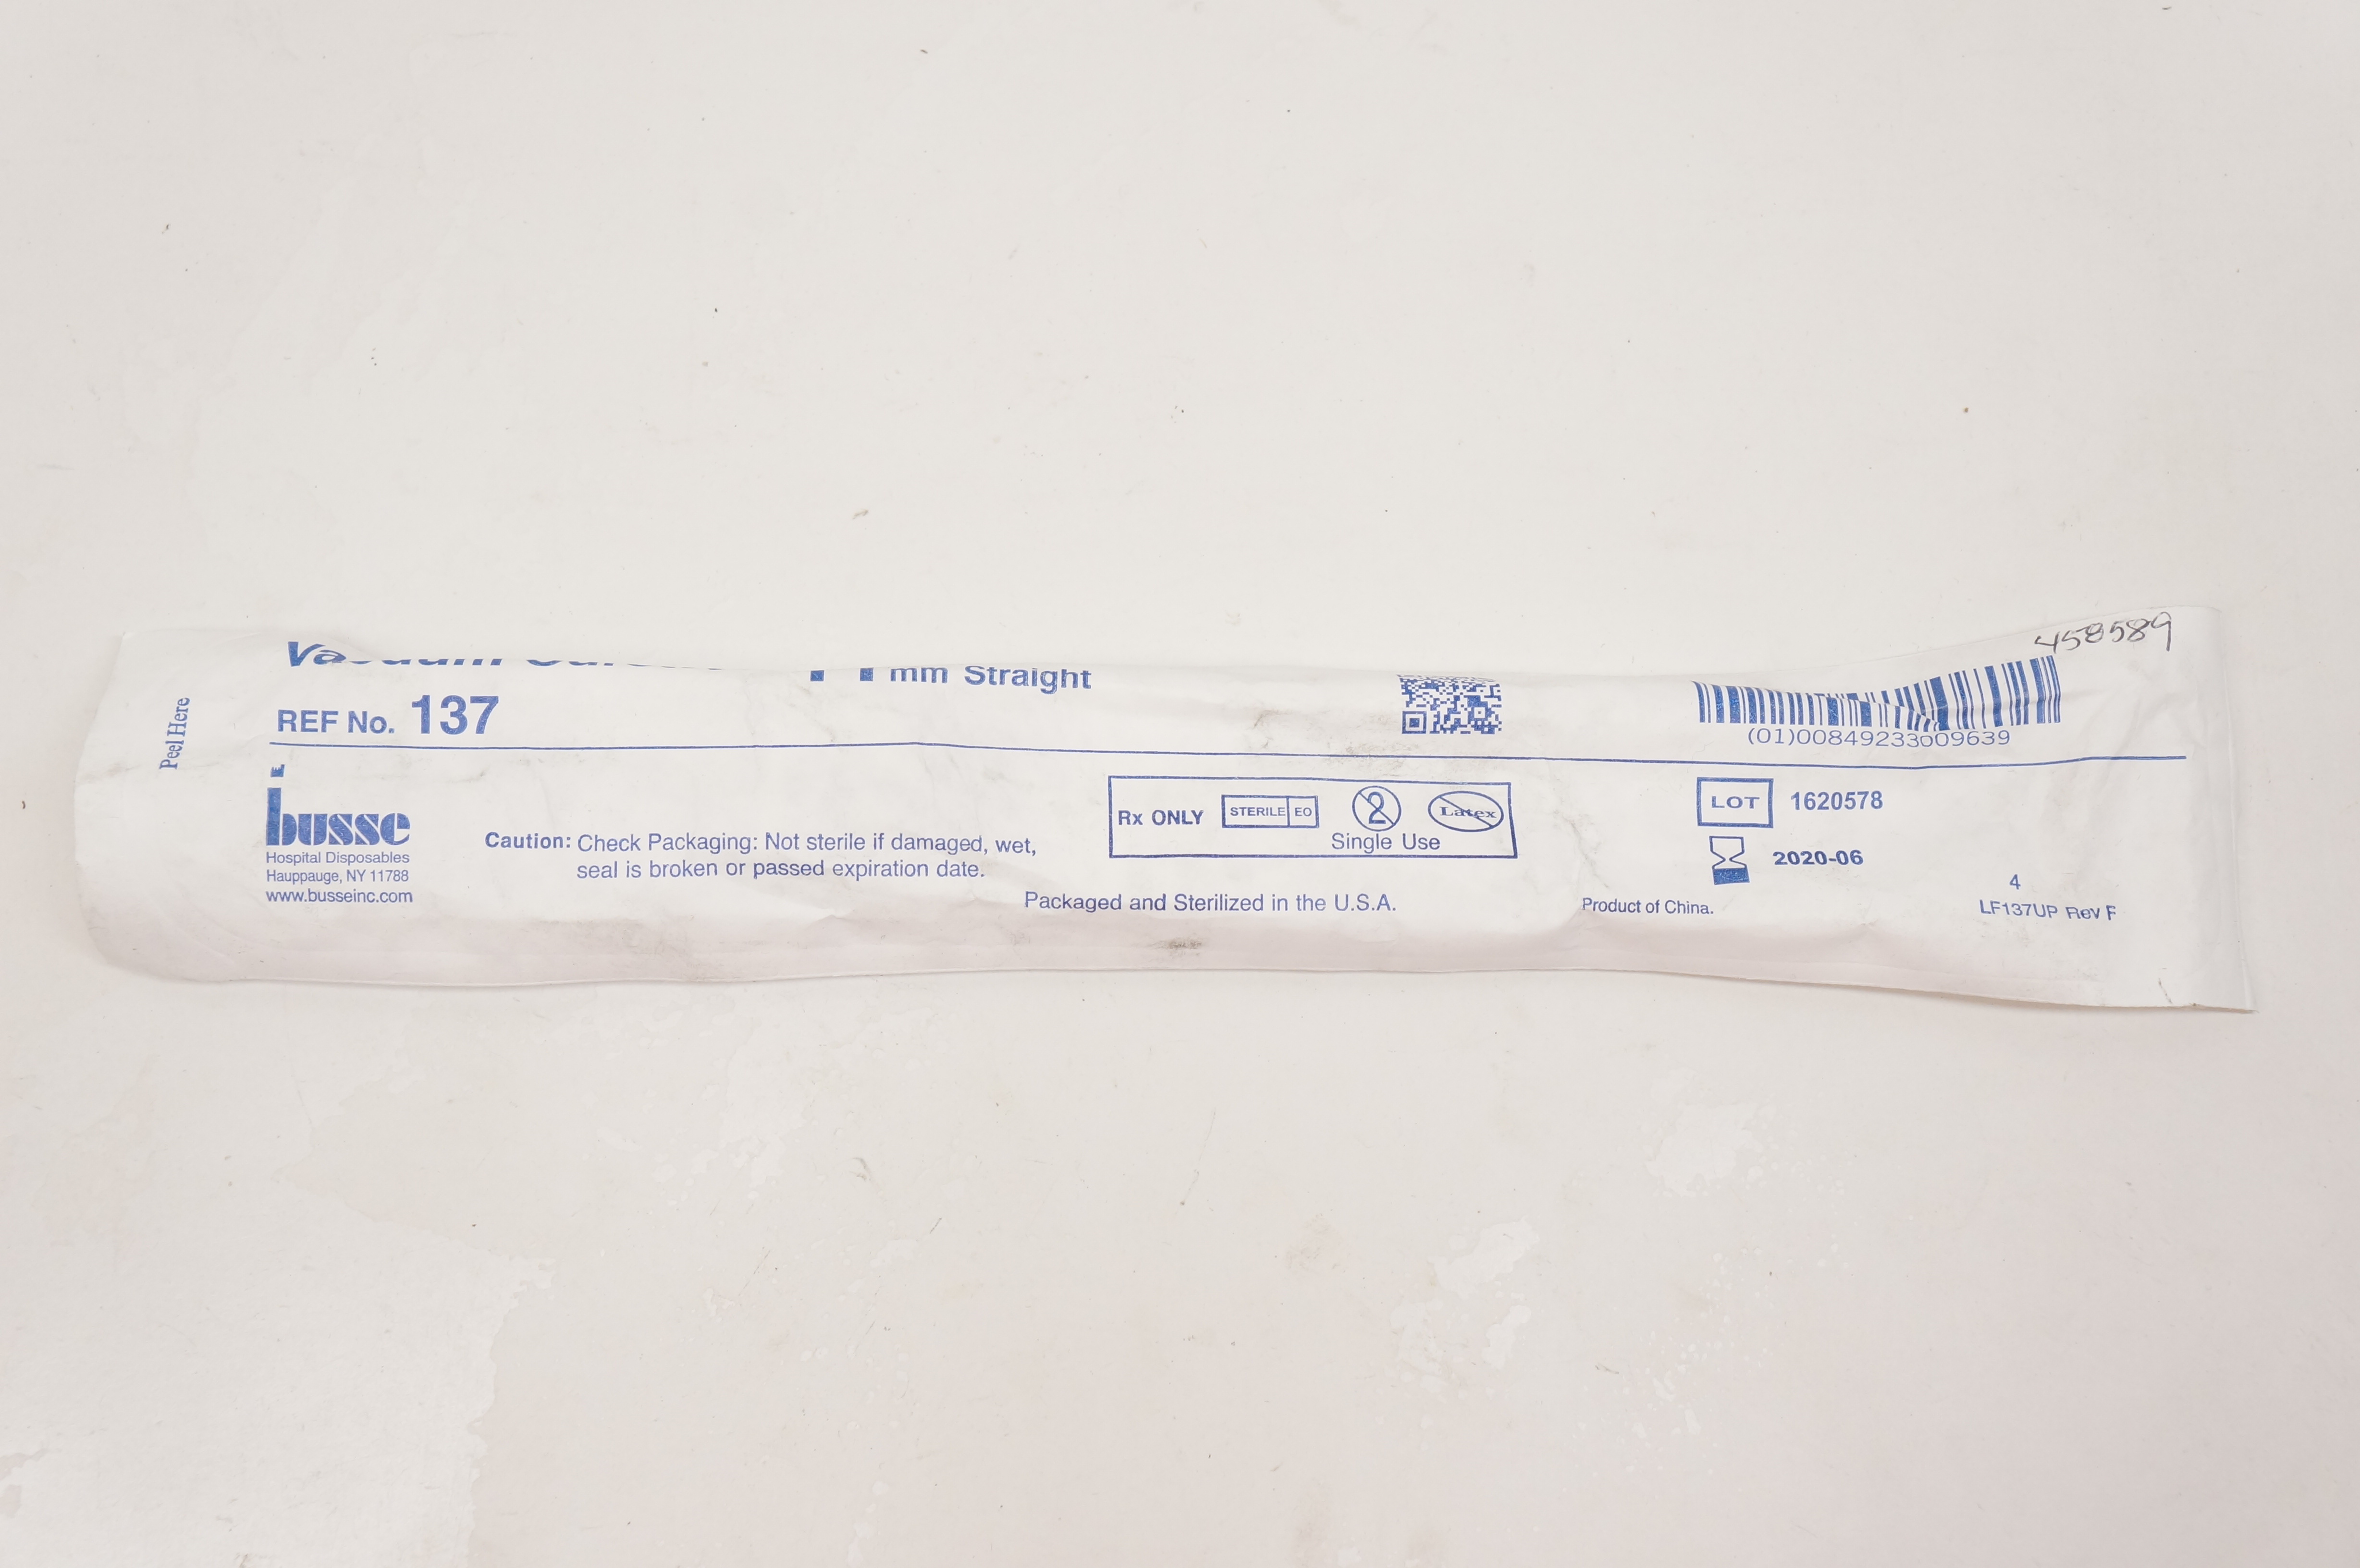 458589
Vacuum
mm Straight
REF No. 137
(01)00849233009639
Peel Here
busse
Hospital Disposables
Hauppauge, NY 11788
www.busseinc.com
Caution: Check Packaging: Not sterile if damaged, wet,
seal is broken or passed expiration date.
Rx ONLY STERILE EO 2 Latex
Single Use
Packaged and Sterilized in the U.S.A.
LOT 1620578
2020-06
Product of China.
4
LF137UP Rev F